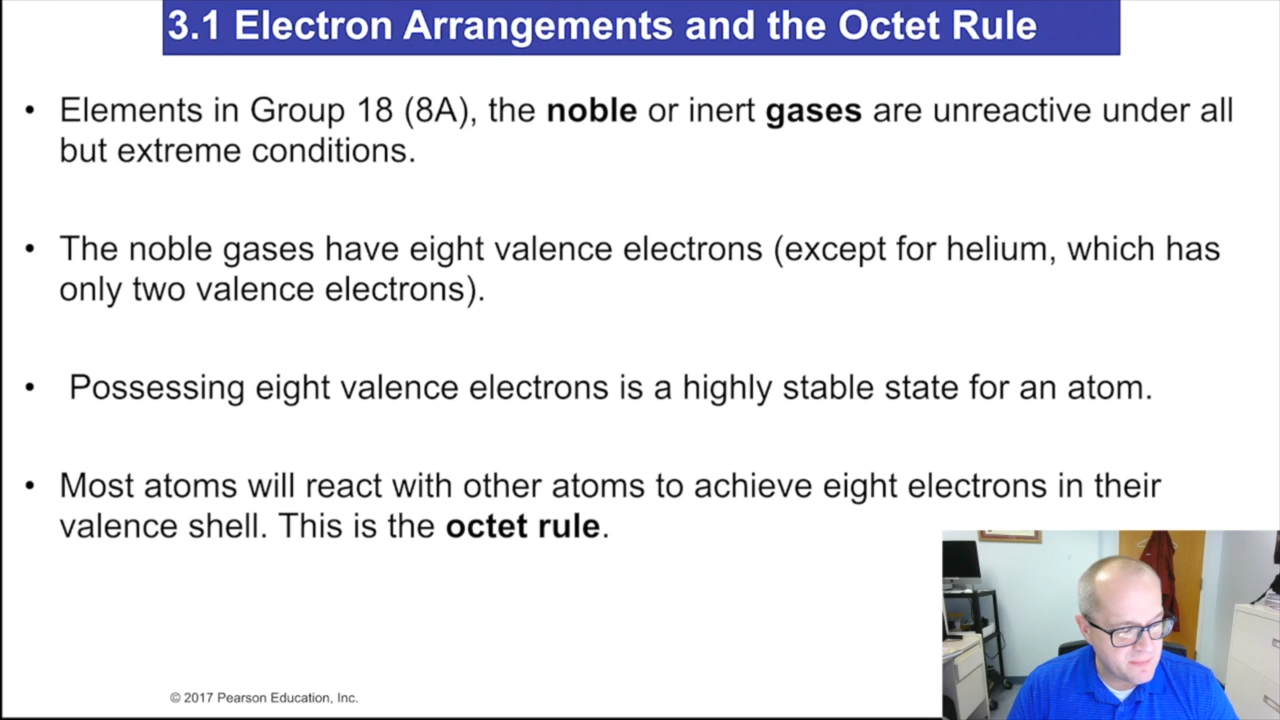 3.1 Electron Arrangements and the Octet Rule
• Elements in Group 18 (8A), the noble or inert gases are unreactive under all
but extreme conditions.
• The noble gases have eight valence electrons (except for helium, which has
only two valence electrons).
• Possessing eight valence electrons is a highly stable state for an atom.
• Most atoms will react with other atoms to achieve eight electrons in their
valence shell. This is the octet rule.
© 2017 Pearson Education, Inc.